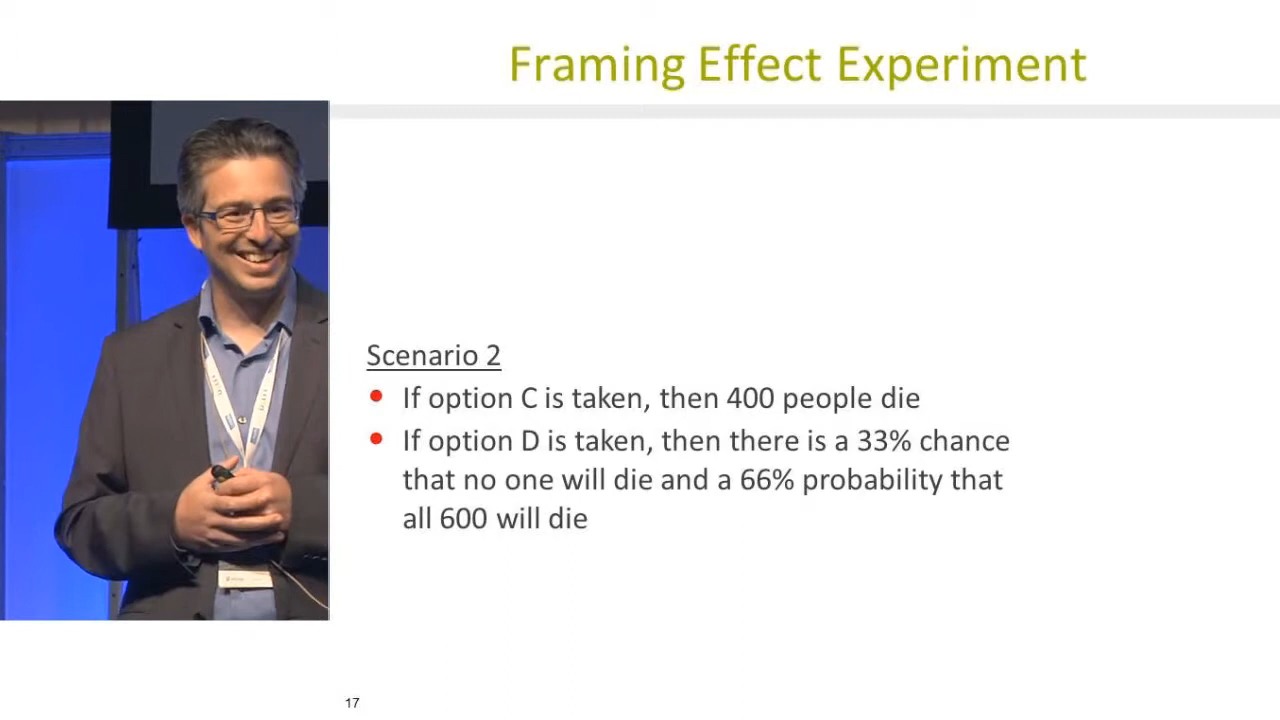 Framing Effect Experiment
Scenario 2
If option C is taken, then 400 people die
If option D is taken, then there is a 33% chance
that no one will die and a 66% probability that
all 600 will die
17